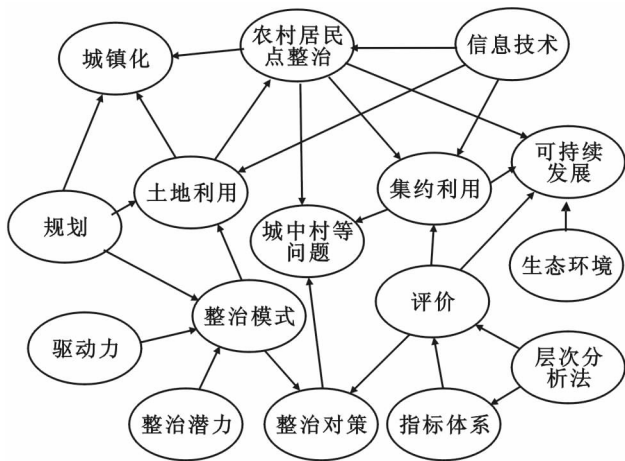 城镇化
农村居民
点整治
信息技术
土地利用
集约利用
可持续
发展
规划
城中村等
问题
生态环境
整治模式
评价
驱动力
层次分
析法
整治潜力
整治对策
指标体系